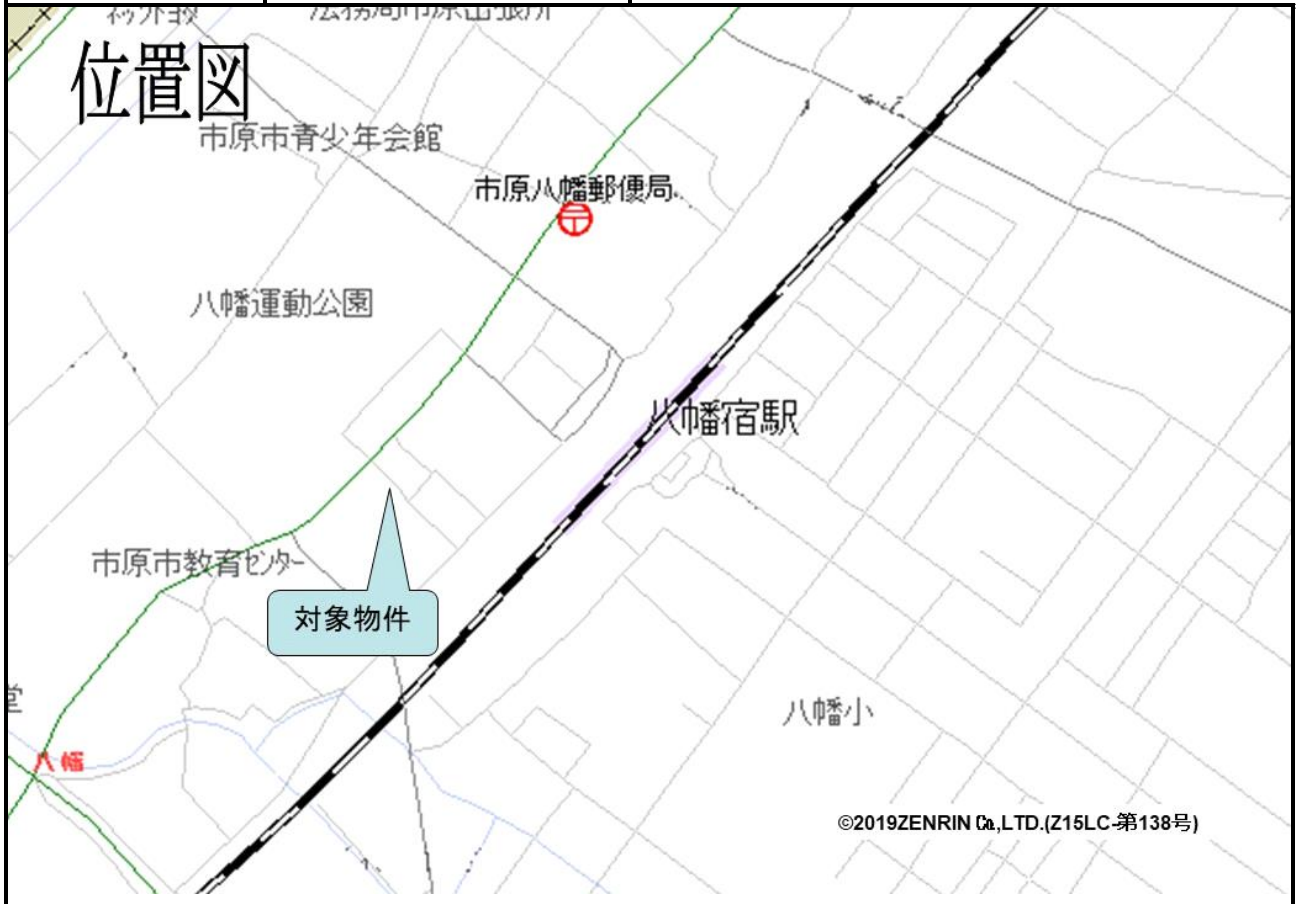 位置図
市原市青少年会館
市原八幡郵便局
八幡運動公園
八幡宿駅
市原市教育センター
対象物件
八幡小
八幡
©2019ZENRIN Co,LTD.(Z15LC-第138号)